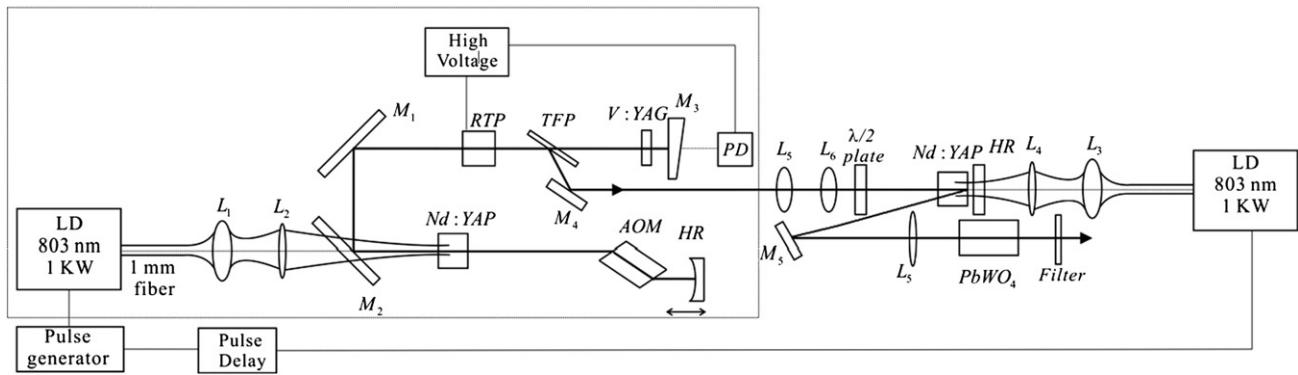 High
Voltage
M1
RTP
TFP
V : YAG
M3
PD
L5
L6
λ/2
plate
Nd : YAP
HR
L4
L3
LD
803 nm
1 KW
LD
803 nm
1 KW
1 mm
fiber
L1
L2
M2
Nd : YAP
M4
AOM
HR
M5
L5
PbWO4
Filter
Pulse
generator
Pulse
Delay